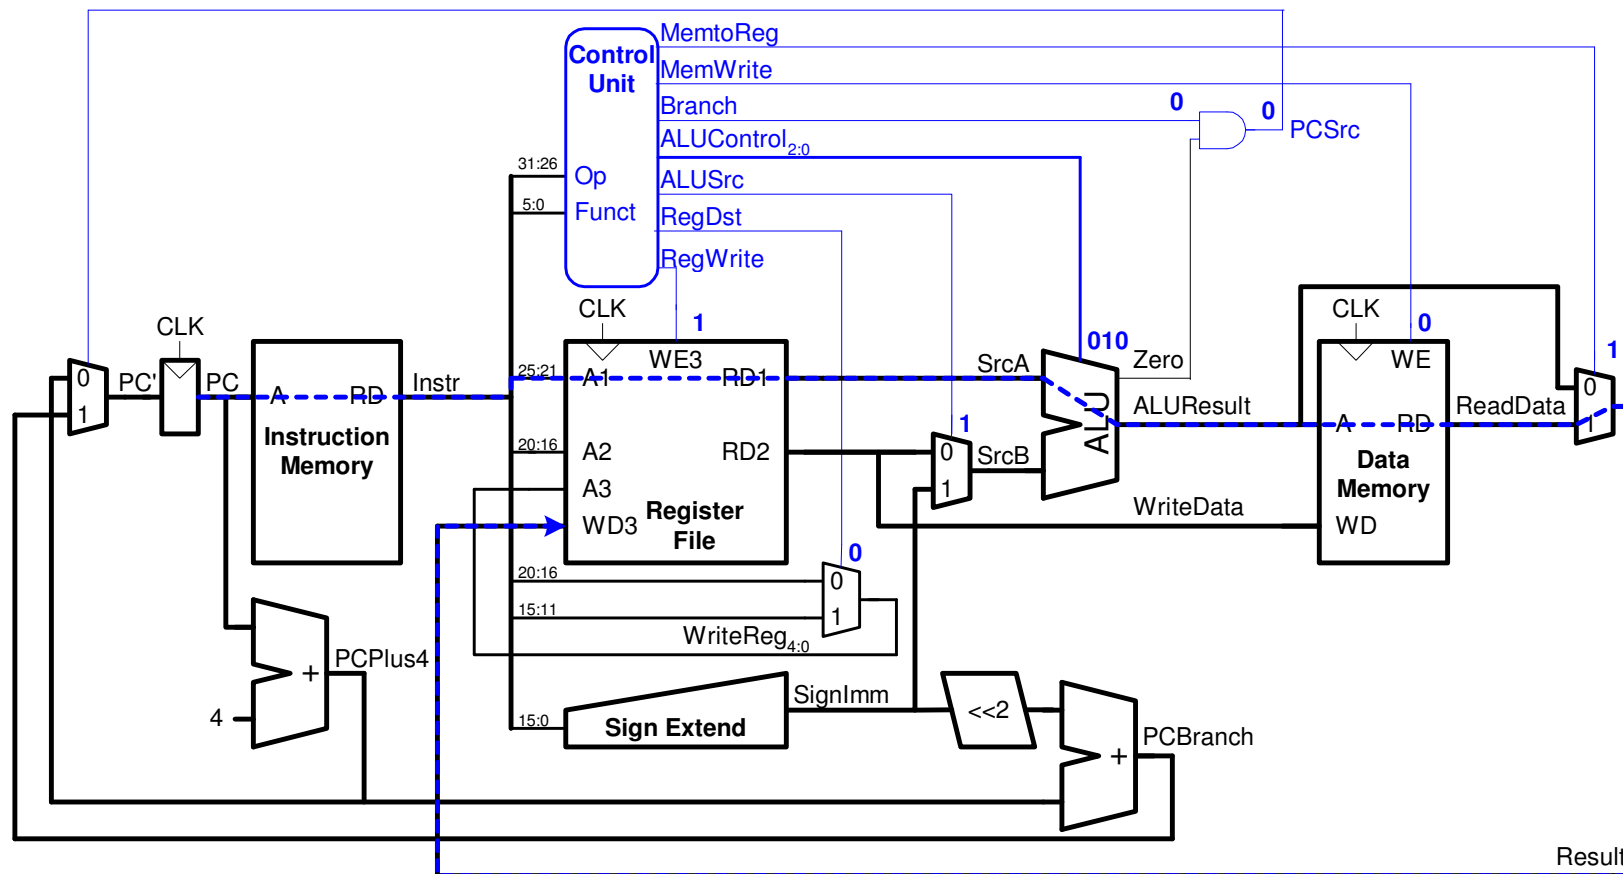 MemtoReg
Control Unit
MemWrite
Branch
0
0
PCSrc
ALUControl2:0
31:26
Op
ALUSrc
5:0
Funct
RegDst
RegWrite
CLK
CLK
CLK
1
0
010
1
WE3
WE
0
1
PC'
PC
A
RD
Instr
25:21
A1
RD1
SrcA
Zero
ALU
ALUResult
A
RD
ReadData
0
1
Instruction
Memory
20:16
A2
RD2
1
0
1
SrcB
Data
Memory
A3
WD3
Register
File
WriteData
WD
20:16
0
0
1
15:11
WriteReg4:0
PCPlus4
+
4
SignImm
15:0
Sign Extend
<<2
+
PCBranch
Result